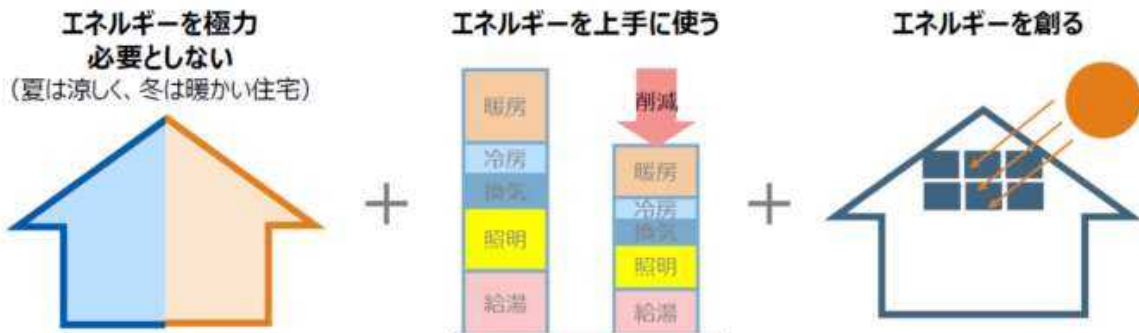 エネルギーを極力
必要としない
（夏は涼しく、冬は暖かい住宅）
エネルギーを上手に使う
暖房
冷房
換気
照明
給湯
削減
暖房
冷房
換気
照明
給湯
エネルギーを創る